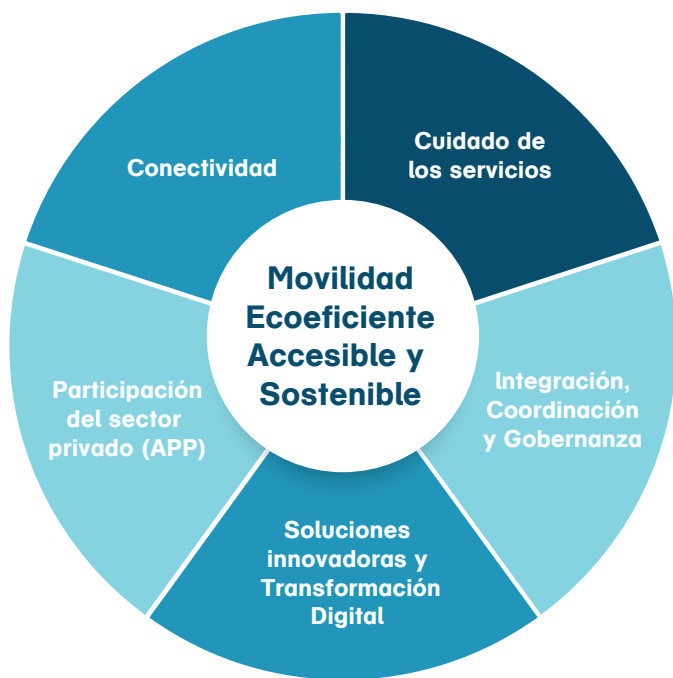 Conectividad
Cuidado de
los servicios
Movilidad
Ecoeficiente
Accesible y
Sostenible
Participación
del sector
privado (APP)
Integración,
Coordinación
y Gobernanza
Soluciones
innovadoras y
Transformación
Digital